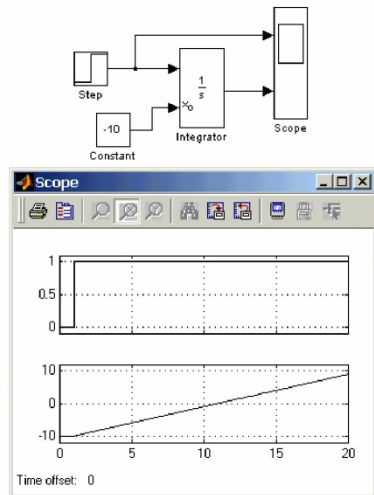 Step
-10
Constant
1
s
x₀
Integrator
Scope
Scope
1
0.5
0
10
0
-10
0 5 10 15 20
Time offset: 0